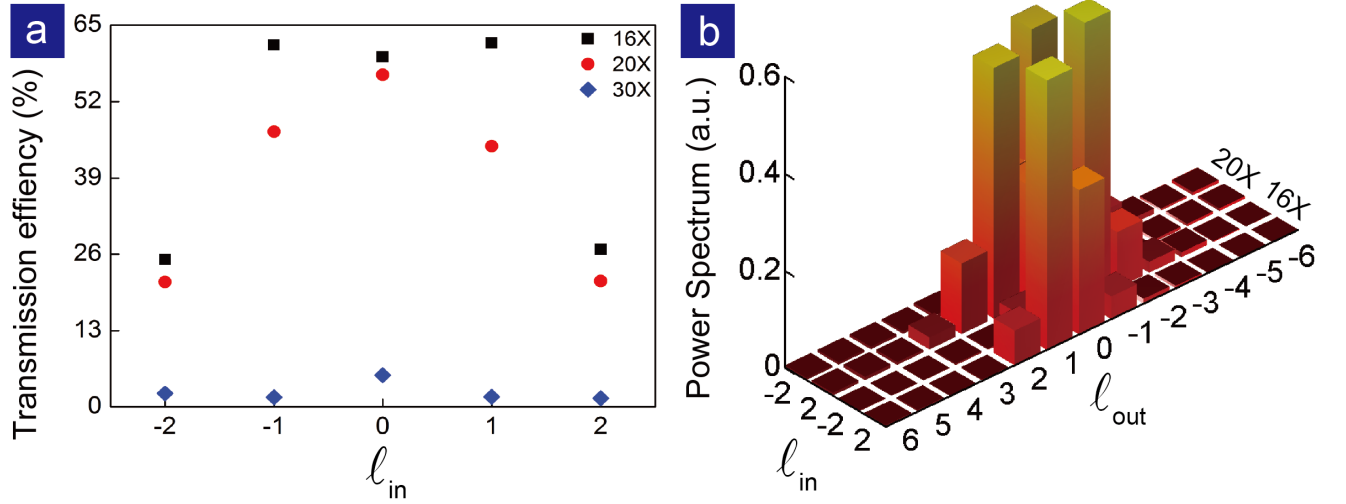 a
Transmission effiency (%)
65
52
39
26
13
0
-2
-1
0
1
2
ℓin
16X
20X
30X
b
Power Spectrum (a.u.)
0.6
0.4
0.2
0
-2
2
-2
2
ℓin
6
5
4
3
2
1
0
-1
-2
-3
-4
-5
-6
ℓout
20X
16X